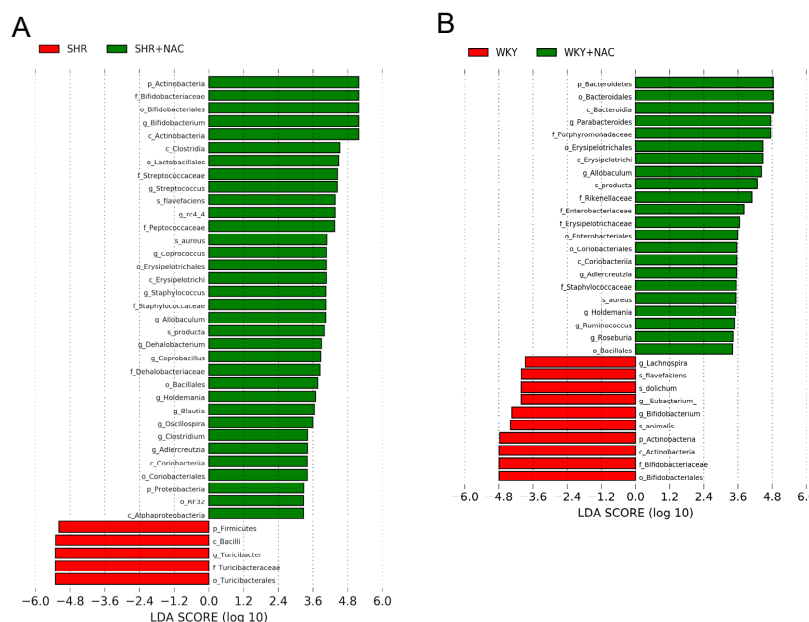 A
SHR
SHR+NAC
p_Actinobacteria
f_Bifidobacteriaceae
o_Bifidobacteriales
g_Bifidobacterium
c_Actinobacteria
c_Clostridia
o_Lactobacillales
f_Streptococcaceae
g_Streptococcus
s_flavefaciens
g_rc4_4
f_Peptococcaceae
s_aureus
g_Coprococcus
o_Erysipelotrichales
c_Erysipelotrichi
g_Staphylococcus
f_Staphylococcaceae
g_Allobaculum
s_producta
g_Dehalobacterium
g_Coprobacillus
f_Dehalobacteriaceae
o_Bacillales
g_Holdemania
g_Blautia
g_Oscillospira
g_Clostridium
g_Adlercreutzia
c_Coriobacteriia
o_Coriobacteriales
p_Proteobacteria
o_RF32
c_Alphaproteobacteria
p_Firmicutes
c_Bacilli
g_Turicibacter
f_Turicibacteraceae
o_Turicibacterales
−6.0 −4.8 −3.6 −2.4 −1.2 0.0 1.2 2.4 3.6 4.8 6.0
LDA SCORE (log 10)
B
WKY
WKY+NAC
p_Bacteroidetes
o_Bacteroidales
c_Bacteroidia
g_Parabacteroides
f_Porphyromonadaceae
o_Erysipelotrichales
c_Erysipelotrichi
g_Allobaculum
s_producta
f_Rikenellaceae
f_Enterobacteriaceae
f_Erysipelotrichaceae
o_Enterobacteriales
o_Coriobacteriales
c_Coriobacteriia
g_Adlercreutzia
f_Staphylococcaceae
s_aureus
g_Holdemania
g_Ruminococcus
g_Roseburia
o_Bacillales
g_Lachnospira
s_flavefaciens
s_dolichum
g__Eubacterium_
g_Bifidobacterium
s_animalis
p_Actinobacteria
c_Actinobacteria
f_Bifidobacteriaceae
o_Bifidobacteriales
−6.0 −4.8 −3.6 −2.4 −1.2 0.0 1.2 2.4 3.6 4.8 6.0
LDA SCORE (log 10)